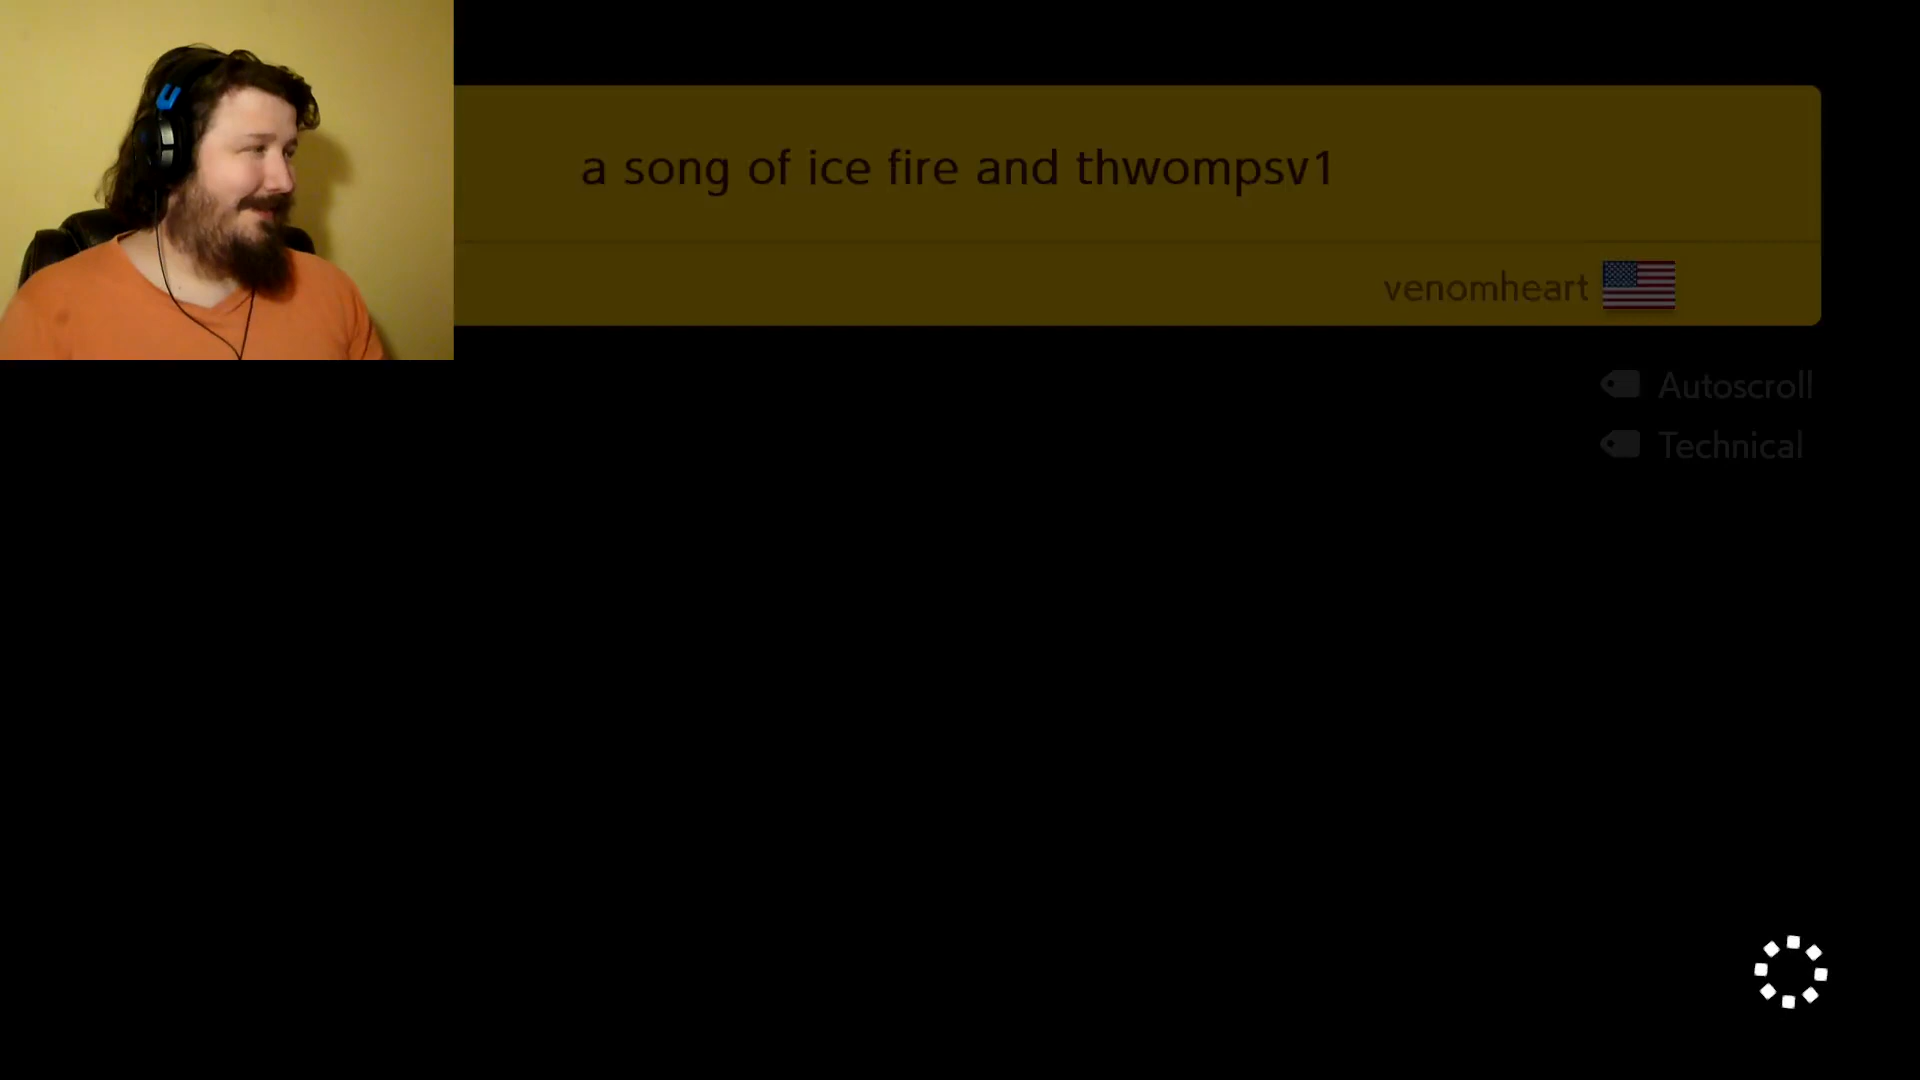 a song of ice fire and thwompsv1
venomheart
Autoscroll
Technical